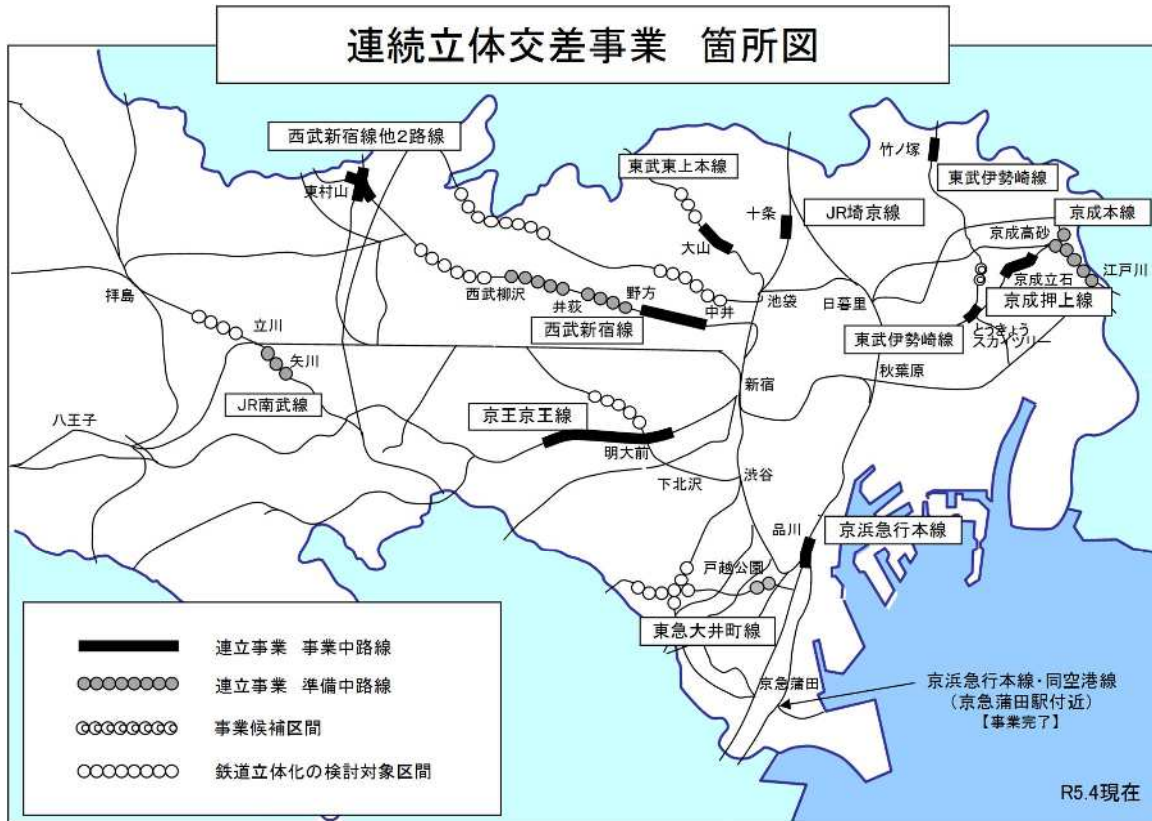 連続立体交差事業 箇所図
西武新宿線他2路線
東村山
東武東上本線
大山
十条
JR埼京線
竹ノ塚
東武伊勢崎線
京成本線
京成高砂
江戸川
京成立石
京成押上線
東武伊勢崎線
とうきょう
スカイツリー
拝島
立川
矢川
JR南武線
西武柳沢
井荻
野方
中井
西武新宿線
池袋
日暮里
秋葉原
新宿
八王子
京王京王線
明大前
下北沢
渋谷
品川
京浜急行本線
戸越公園
東急大井町線
京急蒲田
京浜急行本線・同空港線
(京急蒲田駅付近)
【事業完了】
連立事業 事業中路線
連立事業 準備中路線
事業候補区間
鉄道立体化の検討対象区間
R5.4現在